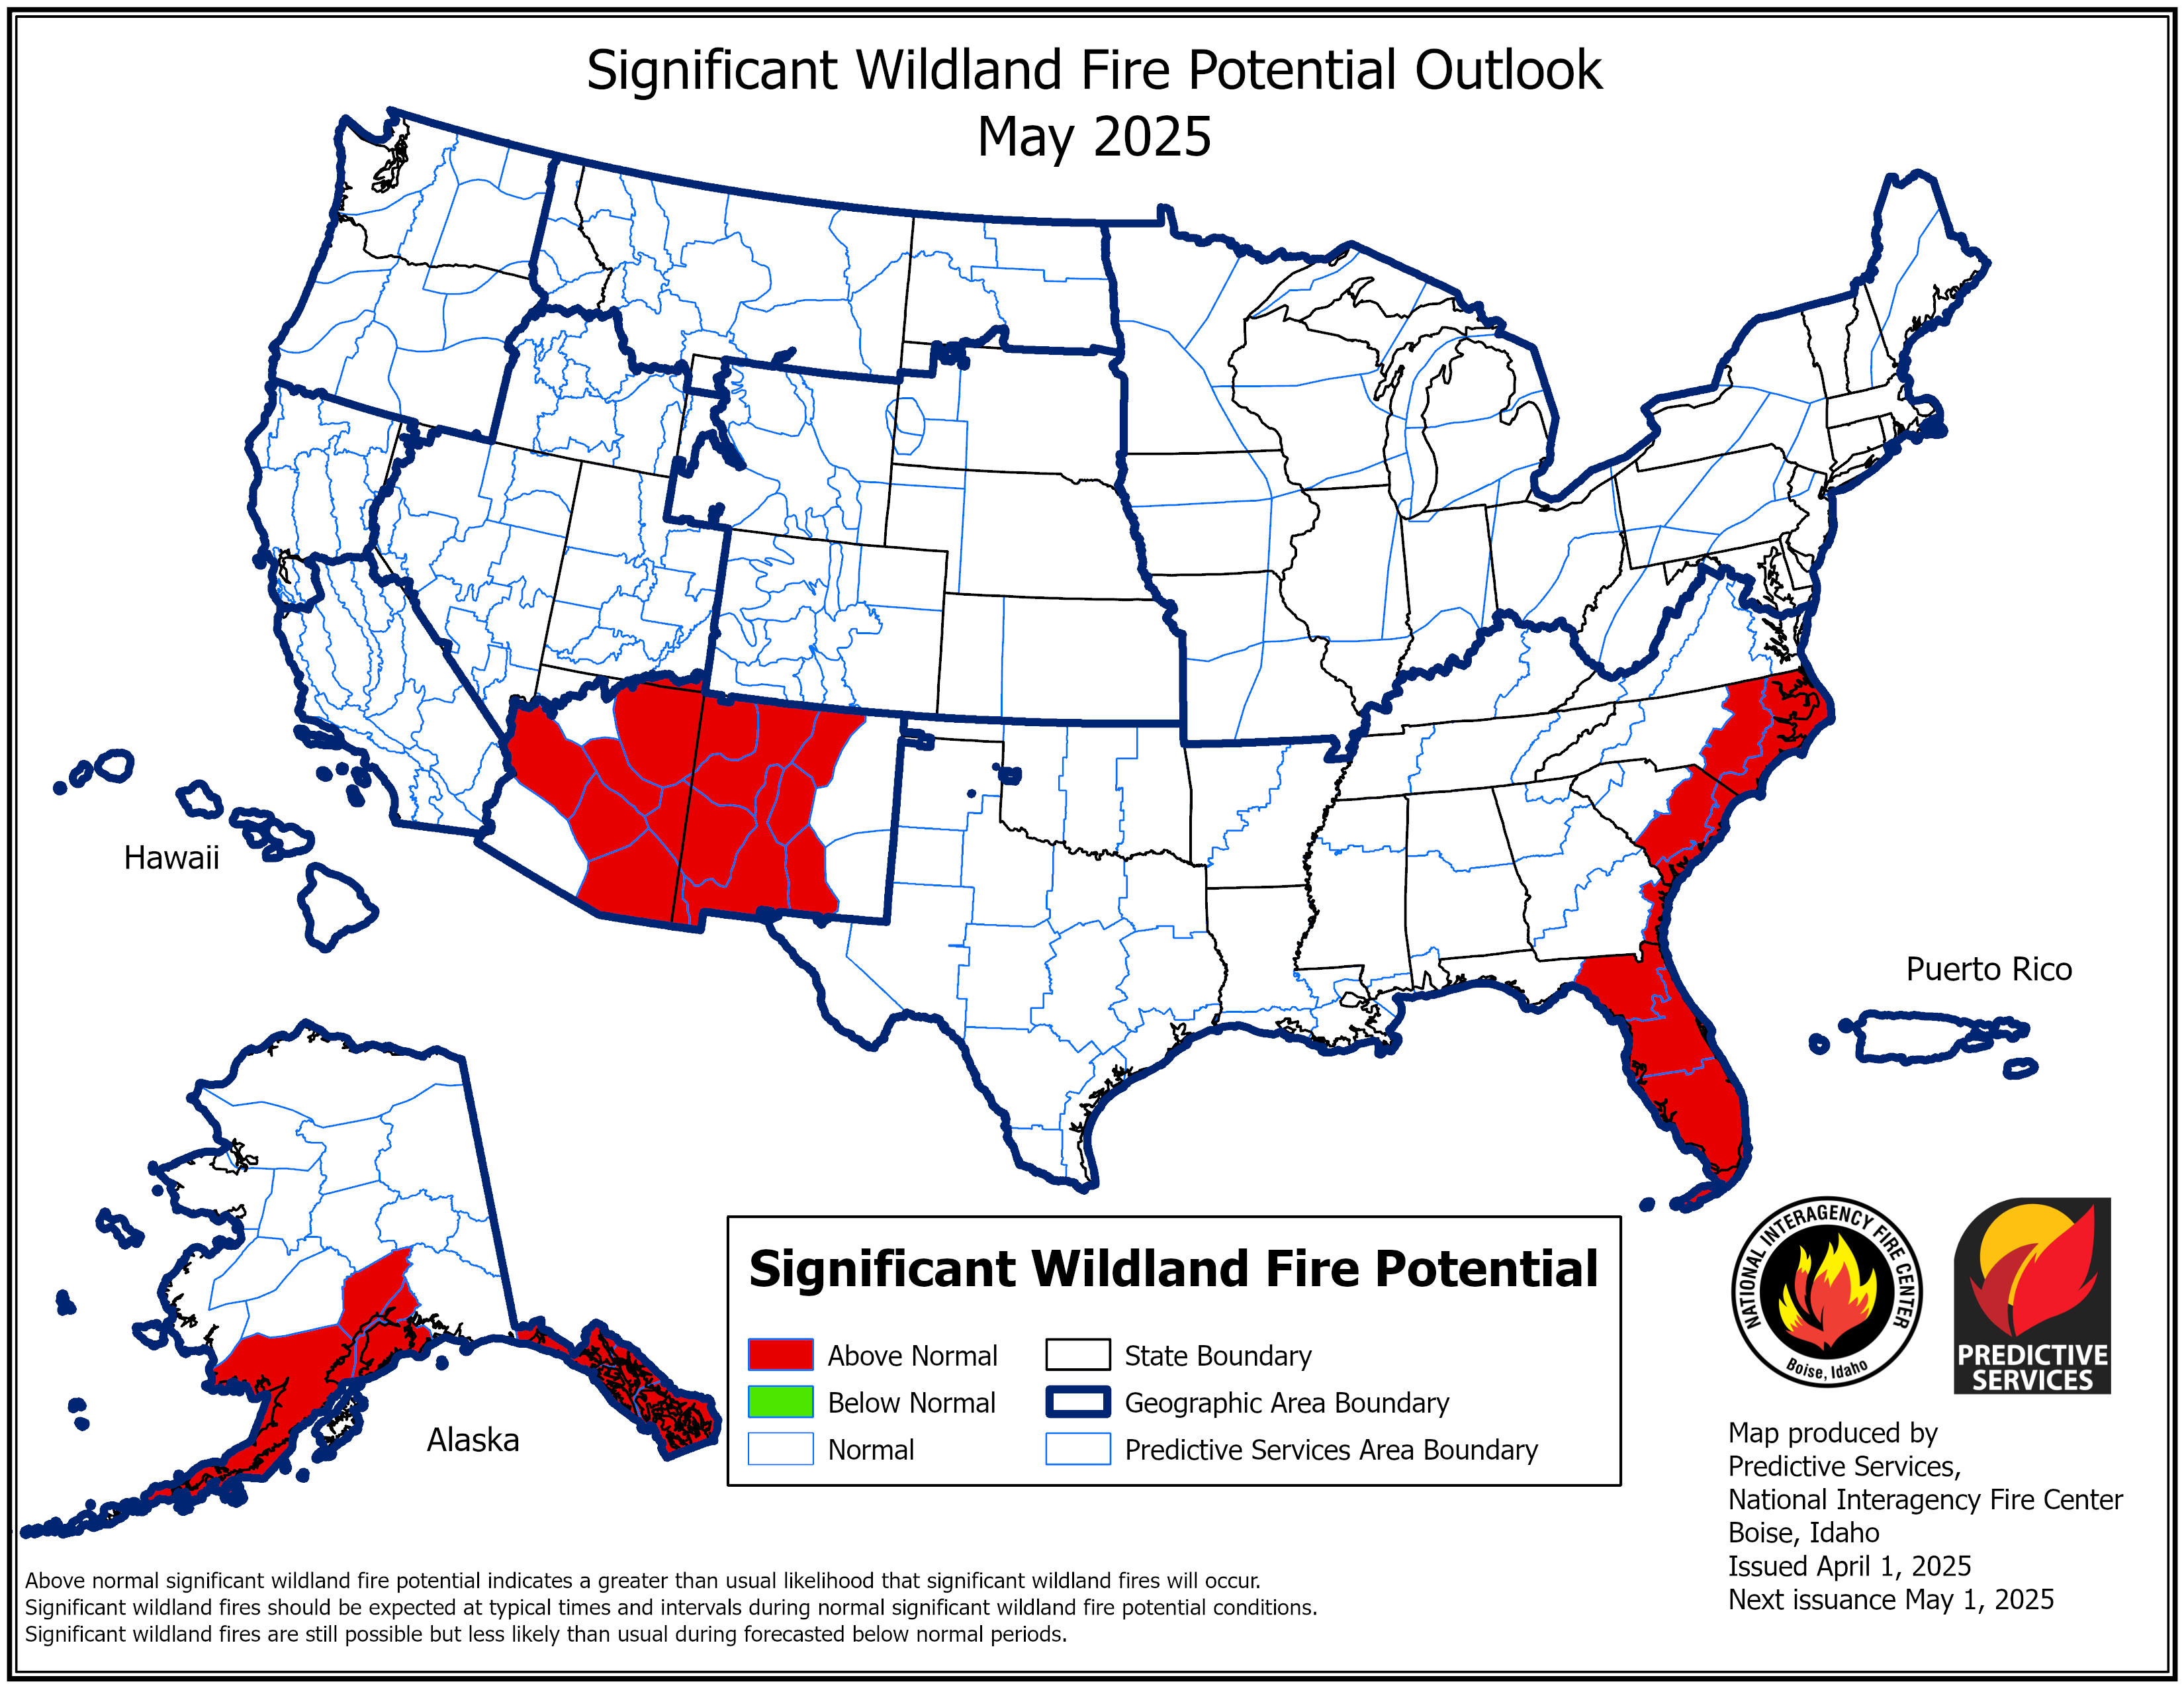 Significant Wildland Fire Potential Outlook
May 2025
Hawaii
Puerto Rico
Alaska
Significant Wildland Fire Potential
Above Normal
State Boundary
Below Normal
Geographic Area Boundary
Normal
Predictive Services Area Boundary
NATIONAL INTERAGENCY FIRE CENTER
Boise, Idaho
PREDICTIVE
SERVICES
Map produced by
Predictive Services,
National Interagency Fire Center
Boise, Idaho
Issued April 1, 2025
Next issuance May 1, 2025
Above normal significant wildland fire potential indicates a greater than usual likelihood that significant wildland fires will occur.
Significant wildland fires should be expected at typical times and intervals during normal significant wildland fire potential conditions.
Significant wildland fires are still possible but less likely than usual during forecasted below normal periods.